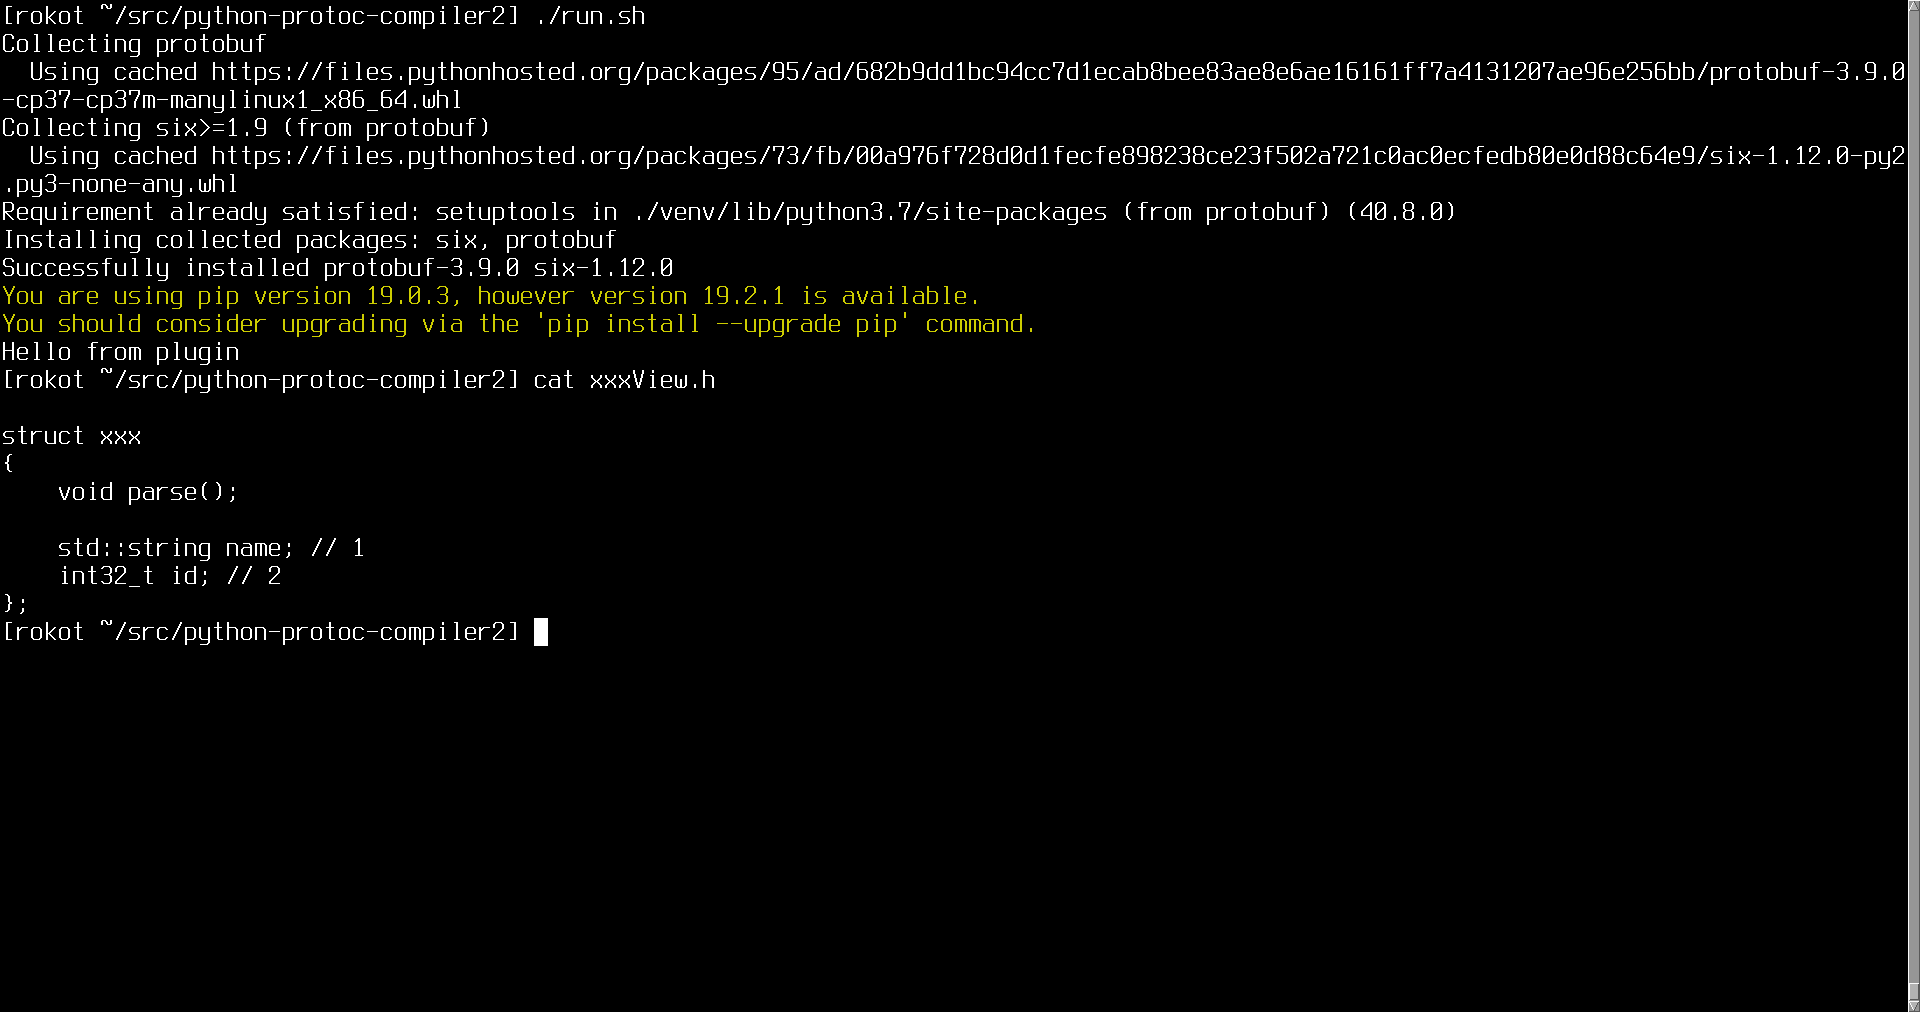 [rokot ~/src/python-protoc-compiler2] ./run.sh
Collecting protobuf
  Using cached https://files.pythonhosted.org/packages/95/ad/682b9dd1bc94cc7d1ecab8bee83ae8e6ae16161ff7a4131207ae96e256bb/protobuf-3.9.0
-cp37-cp37m-manylinux1_x86_64.whl
Collecting six>=1.9 (from protobuf)
  Using cached https://files.pythonhosted.org/packages/73/fb/00a976f728d0d1fecfe898238ce23f502a721c0ac0ecfedb80e0d88c64e9/six-1.12.0-py2
.py3-none-any.whl
Requirement already satisfied: setuptools in ./venv/lib/python3.7/site-packages (from protobuf) (40.8.0)
Installing collected packages: six, protobuf
Successfully installed protobuf-3.9.0 six-1.12.0
You are using pip version 19.0.3, however version 19.2.1 is available.
You should consider upgrading via the 'pip install --upgrade pip' command.
Hello from plugin
[rokot ~/src/python-protoc-compiler2] cat xxxView.h

struct xxx
{
    void parse();

    std::string name; // 1
    int32_t id; // 2
};
[rokot ~/src/python-protoc-compiler2]